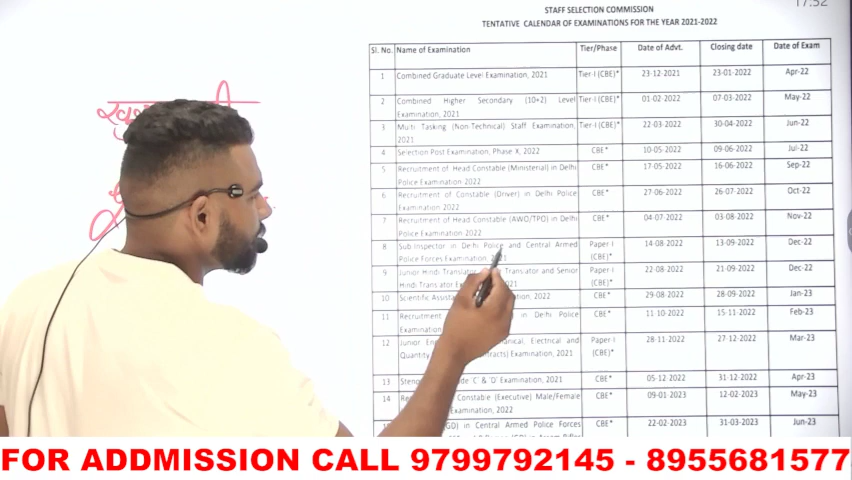 17:52
STAFF SELECTION COMMISSION
TENTATIVE CALENDAR OF EXAMINATIONS FOR THE YEAR 2021-2022
Sl. No. Name of Examination Tier/Phase Date of Advt. Closing date Date of Exam
1 Combined Graduate Level Examination, 2021 Tier-I (CBE)* 23-12-2021 23-01-2022 Apr-22
2 Combined Higher Secondary (10+2) Level Tier-I (CBE)* 01-02-2022 07-03-2022 May-22
Examination, 2021
3 Multi Tasking (Non-Technical) Staff Examination, Tier-I (CBE)* 22-03-2022 30-04-2022 Jun-22
2021
4 Selection Post Examination, Phase X, 2022 CBE* 10-05-2022 09-06-2022 Jul-22
5 Recruitment of Head Constable (Ministerial) in Delhi CBE* 17-05-2022 16-06-2022 Sep-22
Police Examination 2022
6 Recruitment of Constable (Driver) in Delhi Police CBE* 27-06-2022 26-07-2022 Oct-22
Examination 2022
7 Recruitment of Head Constable (AWO/TPO) in Delhi CBE* 04-07-2022 03-08-2022 Nov-22
Police Examination 2022
8 Sub-Inspector in Delhi Police and Central Armed Paper I 14-08-2022 13-09-2022 Dec-22
Police Forces Examination, 2021 (CBE)*
9 Junior Hindi Translator, Translator and Senior Paper I 22-08-2022 21-09-2022 Dec-22
Hindi Translator 2021 (CBE)*
10 Scientific Assista ation, 2022 CBE* 29-08-2022 28-09-2022 Jan-23
11 Recruitment in Delhi Police CBE* 11-10-2022 15-11-2022 Feb-23
Examination
12 Junior En anical, Electrical and Paper I 28-11-2022 27-12-2022 Mar-23
Quantity ntracts) Examination, 2021 (CBE)*
13 Steno de 'C' & 'D' Examination, 2021 CBE* 05-12-2022 31-12-2022 Apr-23
14 Re Constable (Executive) Male/Female CBE* 09-01-2023 12-02-2023 May-23
Examination, 2022
GD) in Central Armed Police Forces CBE* 22-02-2023 31-03-2023 Jun-23
FOR ADDMISSION CALL 9799792145 - 8955681577